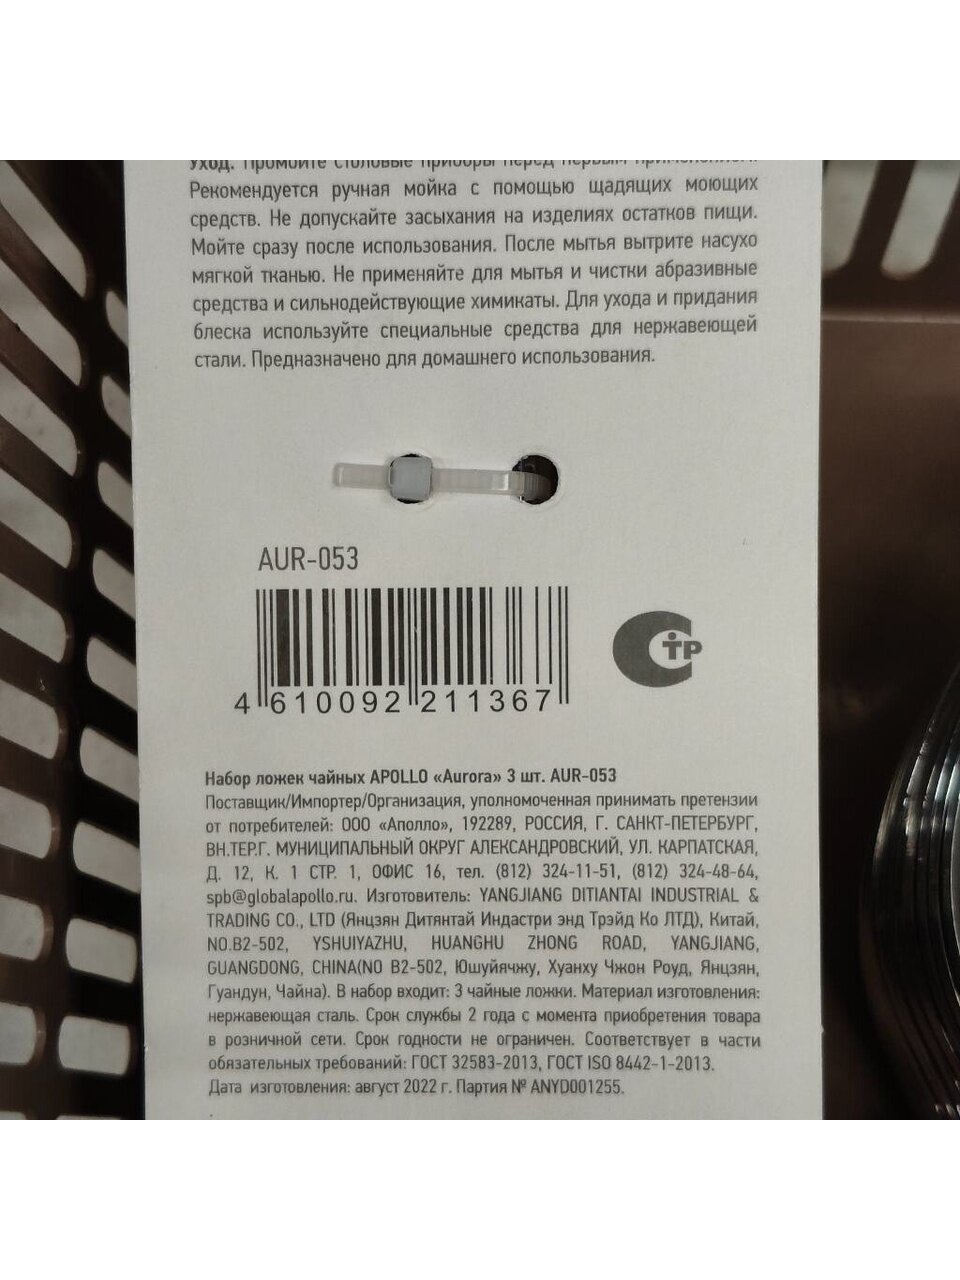 Уход. Промойте столовые приборы перед первым применением.
Рекомендуется ручная мойка с помощью щадящих моющих
средств. Не допускайте засыхания на изделиях остатков пищи.
Мойте сразу после использования. После мытья вытрите насухо
мягкой тканью. Не применяйте для мытья и чистки абразивные
средства и сильнодействующие химикаты. Для ухода и придания
блеска используйте специальные средства для нержавеющей
стали. Предназначено для домашнего использования.
AUR-053
4 610092 211367
СТР
Набор ложек чайных APOLLO «Aurora» 3 шт. AUR-053
Поставщик/Импортер/Организация, уполномоченная принимать претензии
от потребителей: ООО «Аполло», 192289, РОССИЯ, Г. САНКТ-ПЕТЕРБУРГ,
ВН.ТЕР.Г. МУНИЦИПАЛЬНЫЙ ОКРУГ АЛЕКСАНДРОВСКИЙ, УЛ. КАРПАТСКАЯ,
Д. 12, К. 1 СТР. 1, ОФИС 16, тел. (812) 324-11-51, (812) 324-48-64,
spb@globalapollo.ru. Изготовитель: YANGJIANG DITIANTAI INDUSTRIAL &
TRADING CO., LTD (Янцзян Дитянтай Индастри энд Трэйд Ко ЛТД), Китай,
NO.B2-502, YSHUIYAZHU, HUANGHU ZHONG ROAD, YANGJIANG,
GUANGDONG, CHINA(NO B2-502, Юшуйячжу, Хуанху Чжон Роуд, Янцзян,
Гуандун, Чайна). В набор входит: 3 чайные ложки. Материал изготовления:
нержавеющая сталь. Срок службы 2 года с момента приобретения товара
в розничной сети. Срок годности не ограничен. Соответствует в части
обязательных требований: ГОСТ 32583-2013, ГОСТ ISO 8442-1-2013.
Дата изготовления: август 2022 г. Партия № ANYD001255.